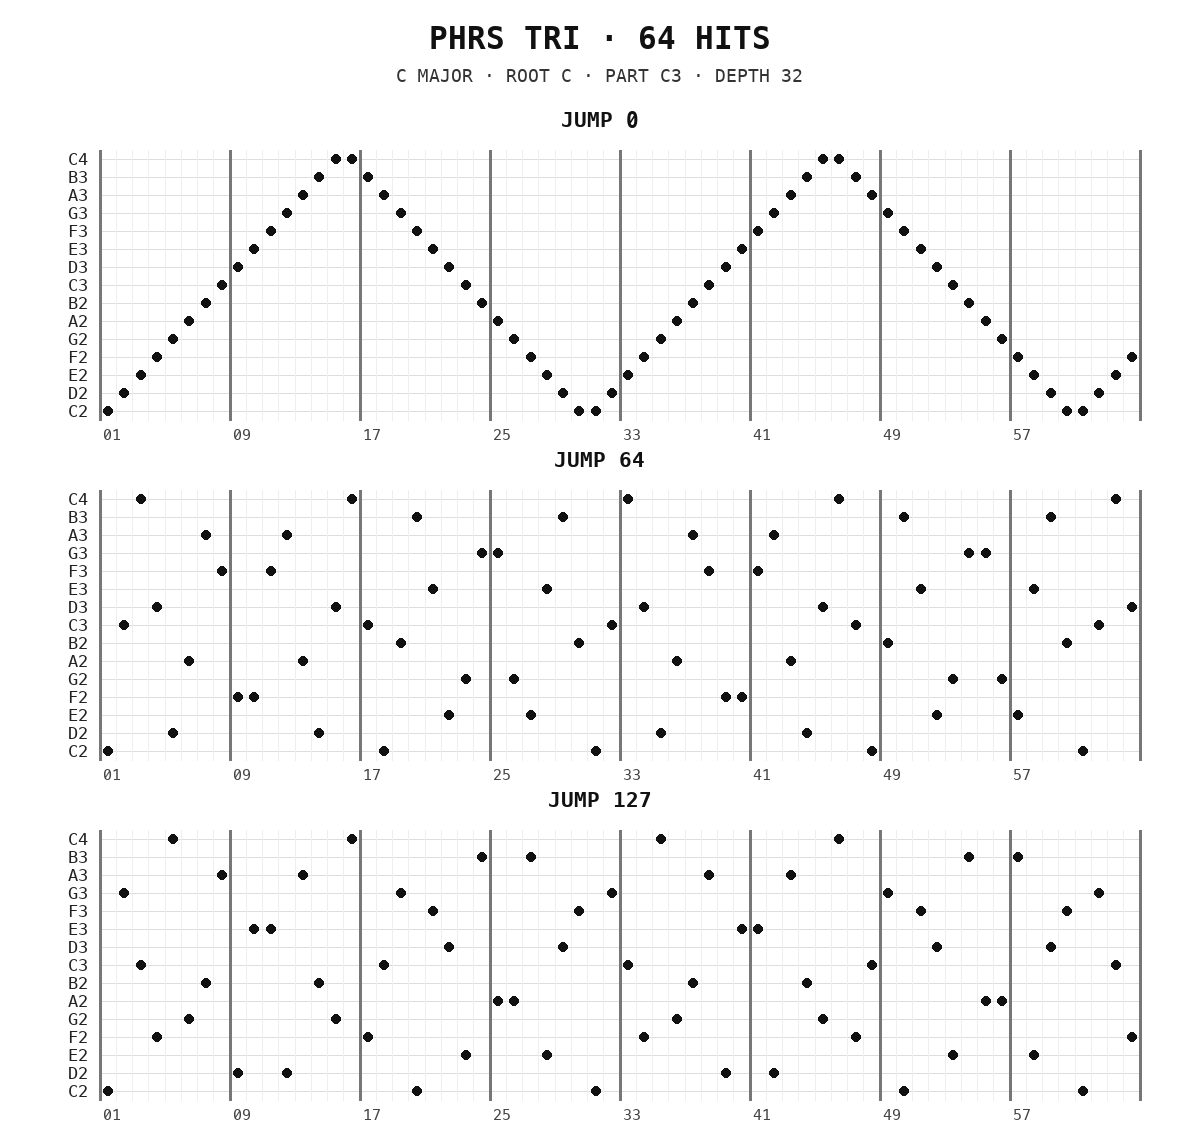 PHRS TRI · 64 HITS
C MAJOR · ROOT C · PART C3 · DEPTH 32
JUMP 0
C4
B3
A3
G3
F3
E3
D3
C3
B2
A2
G2
F2
E2
D2
C2
01 09 17 25 33 41 49 57
JUMP 64
C4
B3
A3
G3
F3
E3
D3
C3
B2
A2
G2
F2
E2
D2
C2
01 09 17 25 33 41 49 57
JUMP 127
C4
B3
A3
G3
F3
E3
D3
C3
B2
A2
G2
F2
E2
D2
C2
01 09 17 25 33 41 49 57